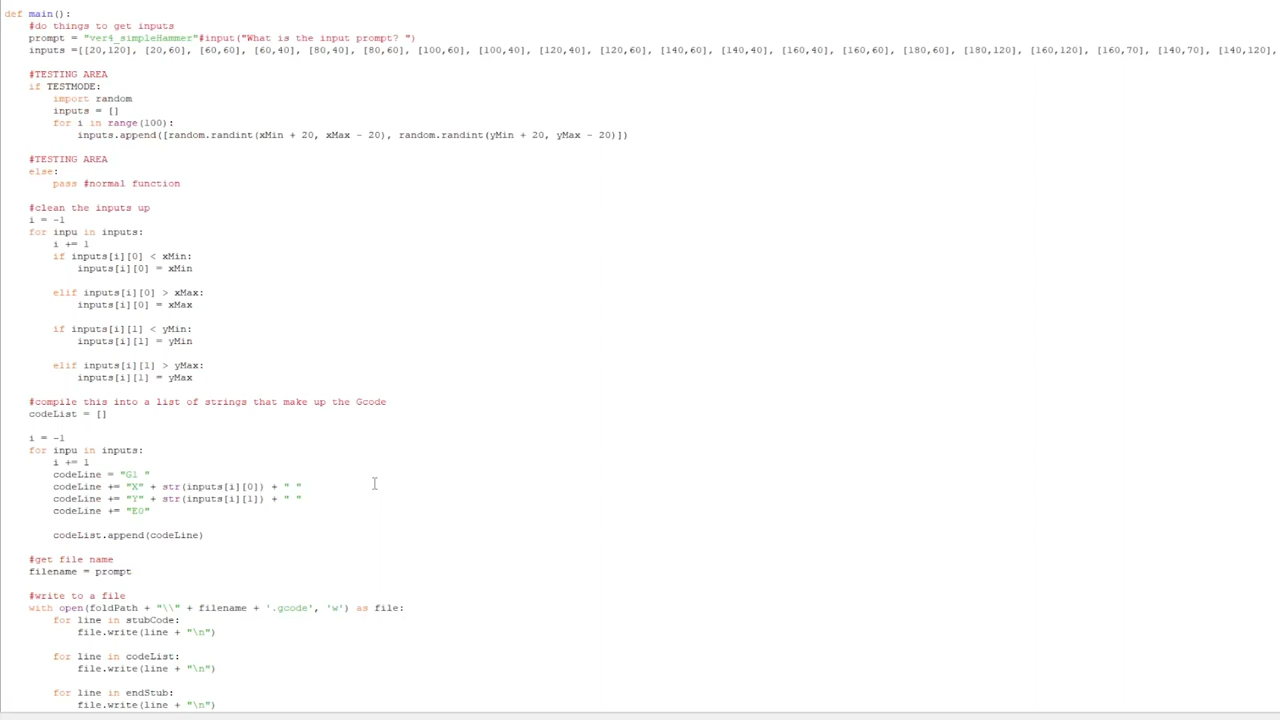 def main():
    #do things to get inputs
    prompt = "ver4_simpleHammer"#input("What is the input prompt? ")
    inputs =[[20,120], [20,60], [60,60], [60,40], [80,40], [80,60], [100,60], [100,40], [120,40], [120,60], [140,60], [140,40], [160,40], [160,60], [180,60], [180,120], [160,120], [160,70], [140,70], [140,120],
    #TESTING AREA
    if TESTMODE:
        import random
        inputs = []
        for i in range(100):
            inputs.append([random.randint(xMin + 20, xMax - 20), random.randint(yMin + 20, yMax - 20)])
    #TESTING AREA
    else:
        pass #normal function
    #clean the inputs up
    i = -1
    for inpu in inputs:
        i += 1
        if inputs[i][0] < xMin:
            inputs[i][0] = xMin
        elif inputs[i][0] > xMax:
            inputs[i][0] = xMax
        if inputs[i][1] < yMin:
            inputs[i][1] = yMin
        elif inputs[i][1] > yMax:
            inputs[i][1] = yMax
    #compile this into a list of strings that make up the Gcode
    codeList = []
    i = -1
    for inpu in inputs:
        i += 1
        codeLine = "G1 "
        codeLine += "X" + str(inputs[i][0]) + " "
        codeLine += "Y" + str(inputs[i][1]) + " "
        codeLine += "E0"
        codeList.append(codeLine)
    #get file name
    filename = prompt
    #write to a file
    with open(foldPath + "\\" + filename + '.gcode', 'w') as file:
        for line in stubCode:
            file.write(line + "\n")
        for line in codeList:
            file.write(line + "\n")
        for line in endStub:
            file.write(line + "\n")